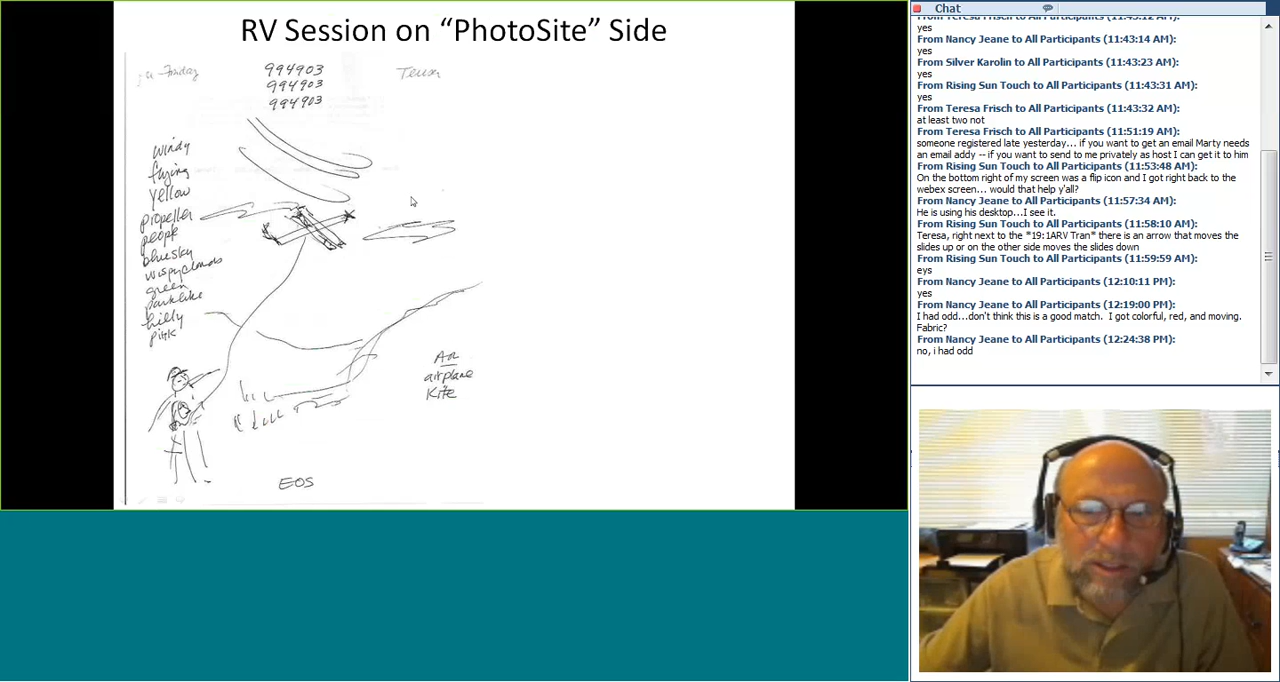 RV Session on “PhotoSite” Side
Friday
994903
994903
994903
windy
flying
yellow
propeller
people
blue sky
wispy clouds
green
parklike
hilly
pink
AOL
airplane
Kite
EOS
Chat
From Teresa Frisch to All Participants (11:43:12 AM):
yes
From Nancy Jeane to All Participants (11:43:14 AM):
yes
From Silver Karolin to All Participants (11:43:23 AM):
yes
From Rising Sun Touch to All Participants (11:43:31 AM):
yes
From Teresa Frisch to All Participants (11:43:32 AM):
at least two not
From Teresa Frisch to All Participants (11:51:19 AM):
someone registered late yesterday... if you want to get an email Marty needs
an email addy -- if you want to send to me privately as host I can get it to him
From Rising Sun Touch to All Participants (11:53:48 AM):
On the bottom right of my screen was a flip icon and I got right back to the
webex screen... would that help y'all?
From Nancy Jeane to All Participants (11:57:34 AM):
He is using his desktop...I see it.
From Rising Sun Touch to All Participants (11:58:10 AM):
Teresa, right next to the "19:1ARV Tran" there is an arrow that moves the
slides up or on the other side moves the slides down
From Rising Sun Touch to All Participants (11:59:59 AM):
eys
From Nancy Jeane to All Participants (12:10:11 PM):
yes
From Nancy Jeane to All Participants (12:19:00 PM):
I had odd...don't think this is a good match. I got colorful, red, and moving.
Fabric?
From Nancy Jeane to All Participants (12:24:38 PM):
no, i had odd